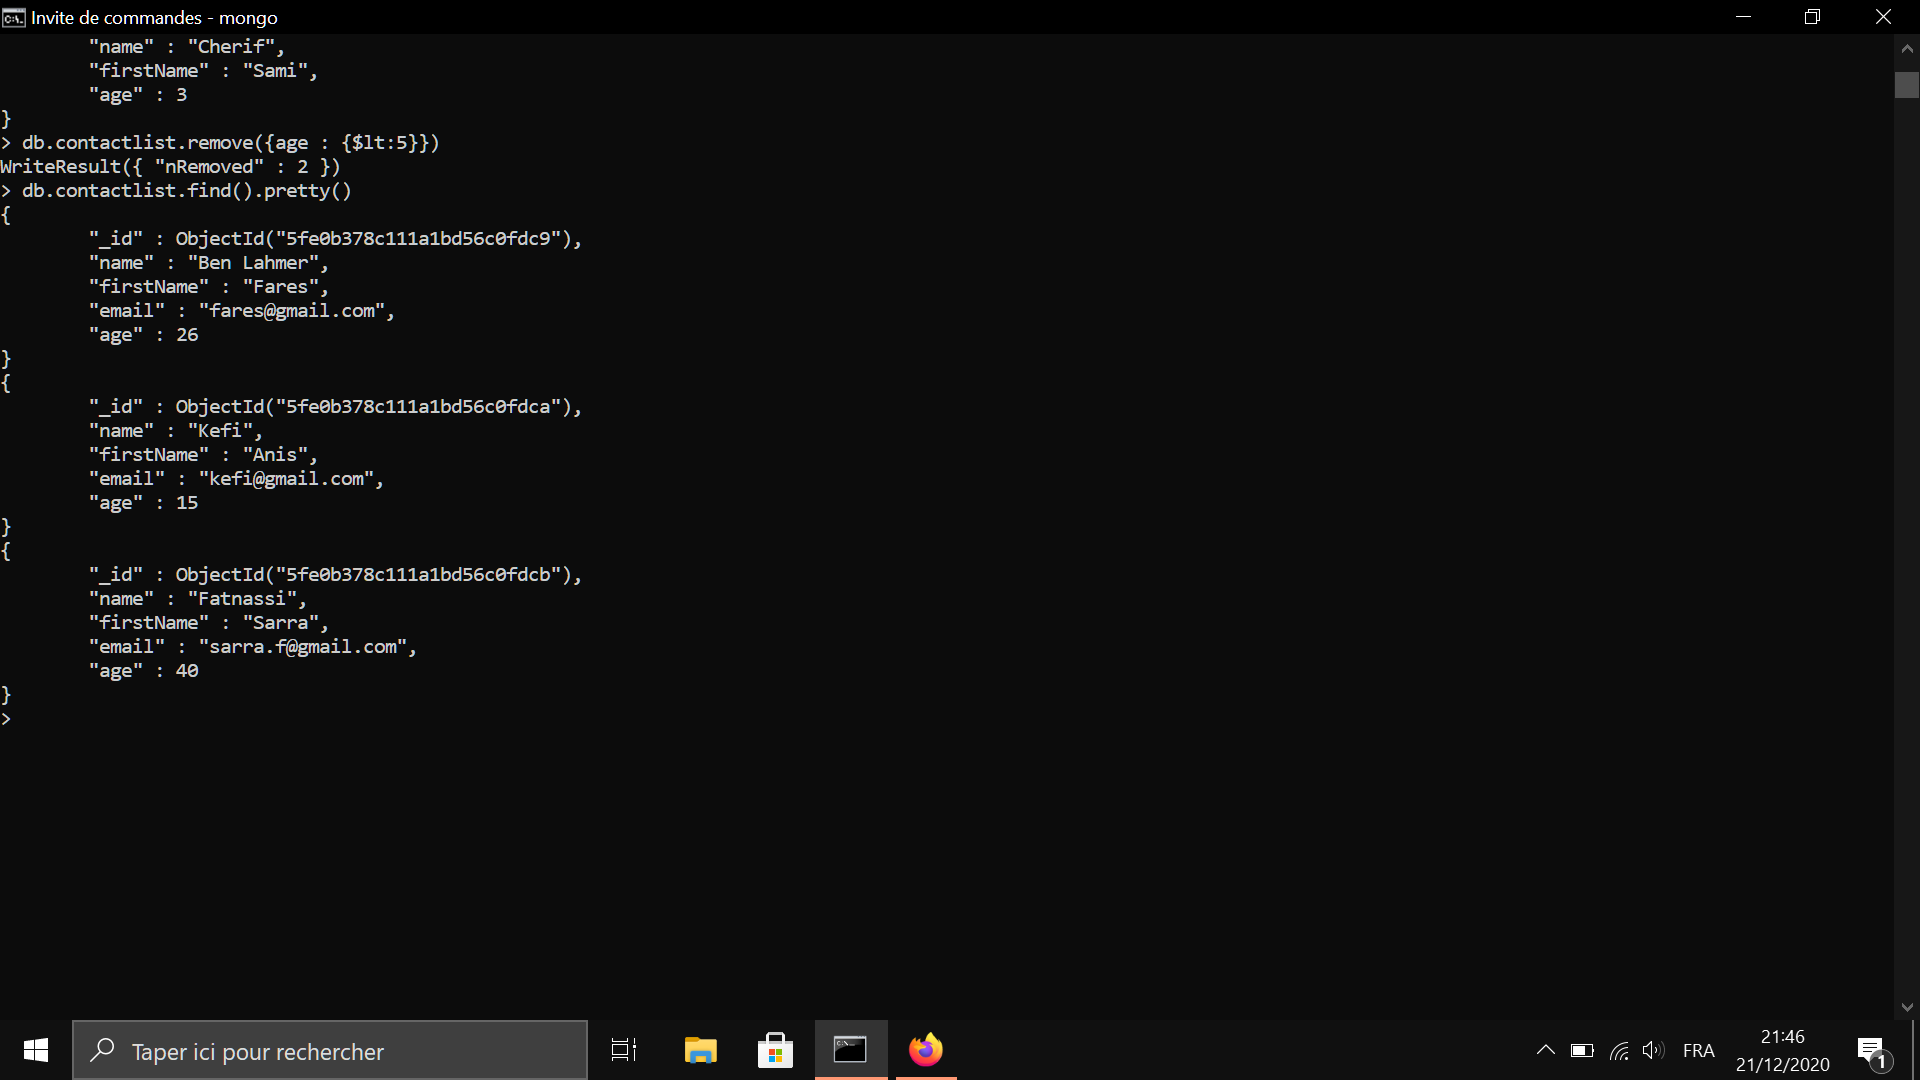 Invite de commandes - mongo
"name" : "Cherif",
"firstName" : "Sami",
"age" : 3
}
> db.contactlist.remove({age : {$lt:5}})
WriteResult({ "nRemoved" : 2 })
> db.contactlist.find().pretty()
{
"_id" : ObjectId("5fe0b378c111a1bd56c0fdc9"),
"name" : "Ben Lahmer",
"firstName" : "Fares",
"email" : "fares@gmail.com",
"age" : 26
}
{
"_id" : ObjectId("5fe0b378c111a1bd56c0fdca"),
"name" : "Kefi",
"firstName" : "Anis",
"email" : "kefi@gmail.com",
"age" : 15
}
{
"_id" : ObjectId("5fe0b378c111a1bd56c0fdcb"),
"name" : "Fatnassi",
"firstName" : "Sarra",
"email" : "sarra.f@gmail.com",
"age" : 40
}
>
Taper ici pour rechercher
FRA
21:46
21/12/2020
1